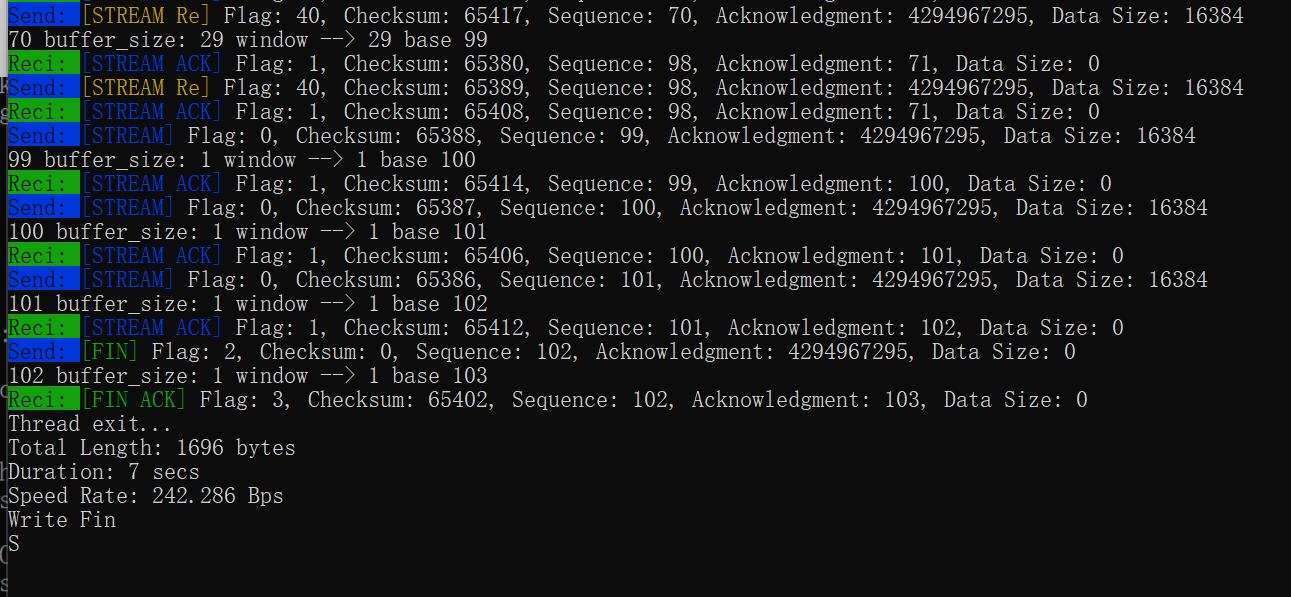 Send: [STREAM Re] Flag: 40, Checksum: 65417, Sequence: 70, Acknowledgment: 4294967295, Data Size: 16384
70 buffer_size: 29 window --> 29 base 99
Reci: [STREAM ACK] Flag: 1, Checksum: 65380, Sequence: 98, Acknowledgment: 71, Data Size: 0
Send: [STREAM Re] Flag: 40, Checksum: 65389, Sequence: 98, Acknowledgment: 4294967295, Data Size: 16384
Reci: [STREAM ACK] Flag: 1, Checksum: 65408, Sequence: 98, Acknowledgment: 71, Data Size: 0
Send: [STREAM] Flag: 0, Checksum: 65388, Sequence: 99, Acknowledgment: 4294967295, Data Size: 16384
99 buffer_size: 1 window --> 1 base 100
Reci: [STREAM ACK] Flag: 1, Checksum: 65414, Sequence: 99, Acknowledgment: 100, Data Size: 0
Send: [STREAM] Flag: 0, Checksum: 65387, Sequence: 100, Acknowledgment: 4294967295, Data Size: 16384
100 buffer_size: 1 window --> 1 base 101
Reci: [STREAM ACK] Flag: 1, Checksum: 65406, Sequence: 100, Acknowledgment: 101, Data Size: 0
Send: [STREAM] Flag: 0, Checksum: 65386, Sequence: 101, Acknowledgment: 4294967295, Data Size: 16384
101 buffer_size: 1 window --> 1 base 102
Reci: [STREAM ACK] Flag: 1, Checksum: 65412, Sequence: 101, Acknowledgment: 102, Data Size: 0
Send: [FIN] Flag: 2, Checksum: 0, Sequence: 102, Acknowledgment: 4294967295, Data Size: 0
102 buffer_size: 1 window --> 1 base 103
Reci: [FIN ACK] Flag: 3, Checksum: 65402, Sequence: 102, Acknowledgment: 103, Data Size: 0
Thread exit...
Total Length: 1696 bytes
Duration: 7 secs
Speed Rate: 242.286 Bps
Write Fin
S